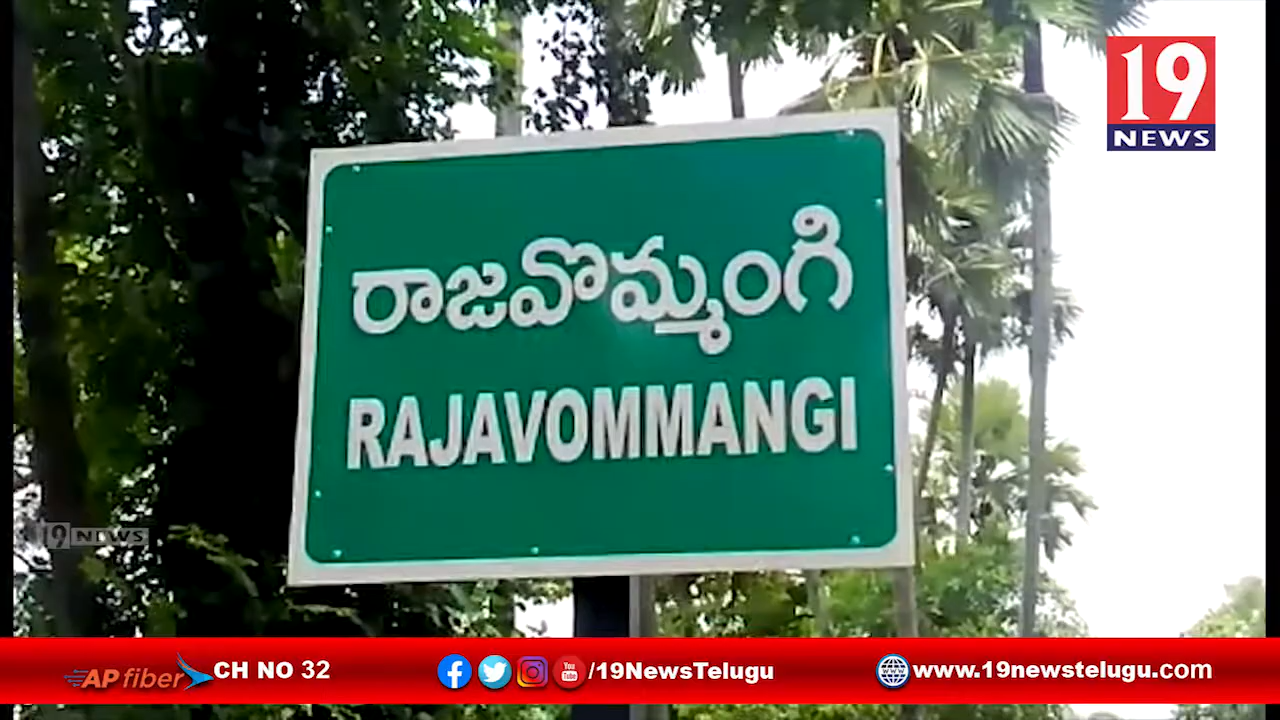 19
NEWS
రాజవొమ్మంగి
RAJAVOMMANGI
19 NEWS
AP fiber CH NO 32 /19NewsTelugu www.19newstelugu.com